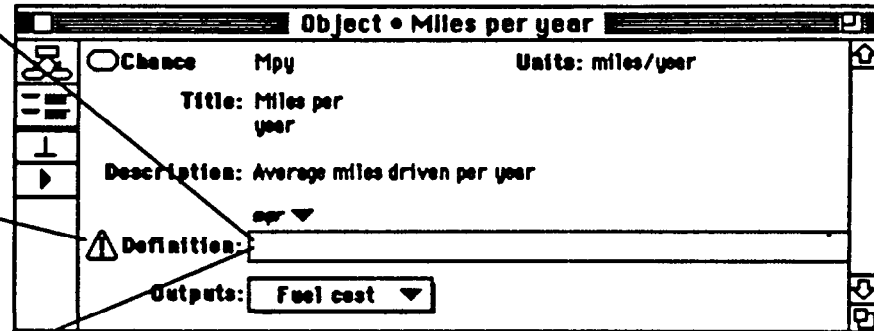 Object • Miles per year
Chance Mpy Units: miles/year
Title: Miles per
year
Description: Average miles driven per year
expr
Definition:
Outputs: Fuel cost